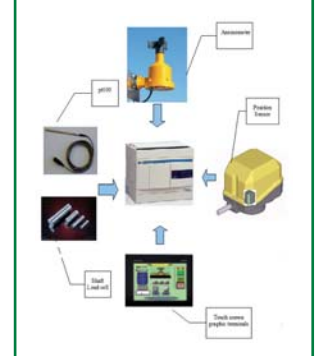 Anemometer
pt100
Position
Sensor
Shaft
Load cell
Touch screen
graphic terminals